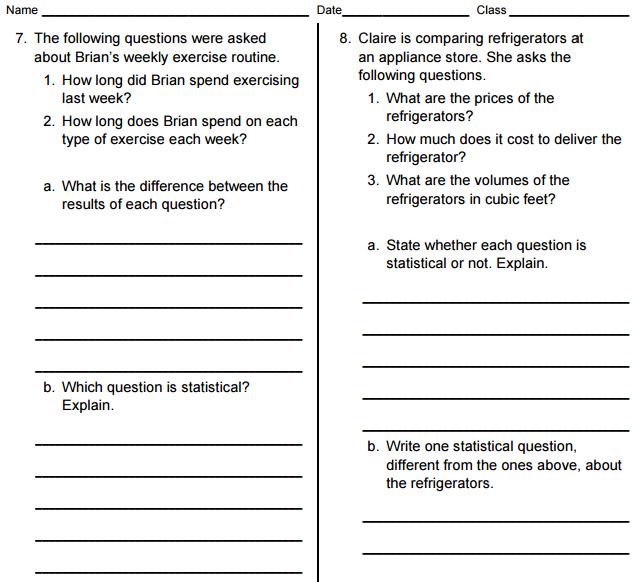 Name Date Class
7. The following questions were asked
about Brian's weekly exercise routine.
1. How long did Brian spend exercising
last week?
2. How long does Brian spend on each
type of exercise each week?
a. What is the difference between the
results of each question?
b. Which question is statistical?
Explain.
8. Claire is comparing refrigerators at
an appliance store. She asks the
following questions.
1. What are the prices of the
refrigerators?
2. How much does it cost to deliver the
refrigerator?
3. What are the volumes of the
refrigerators in cubic feet?
a. State whether each question is
statistical or not. Explain.
b. Write one statistical question,
different from the ones above, about
the refrigerators.